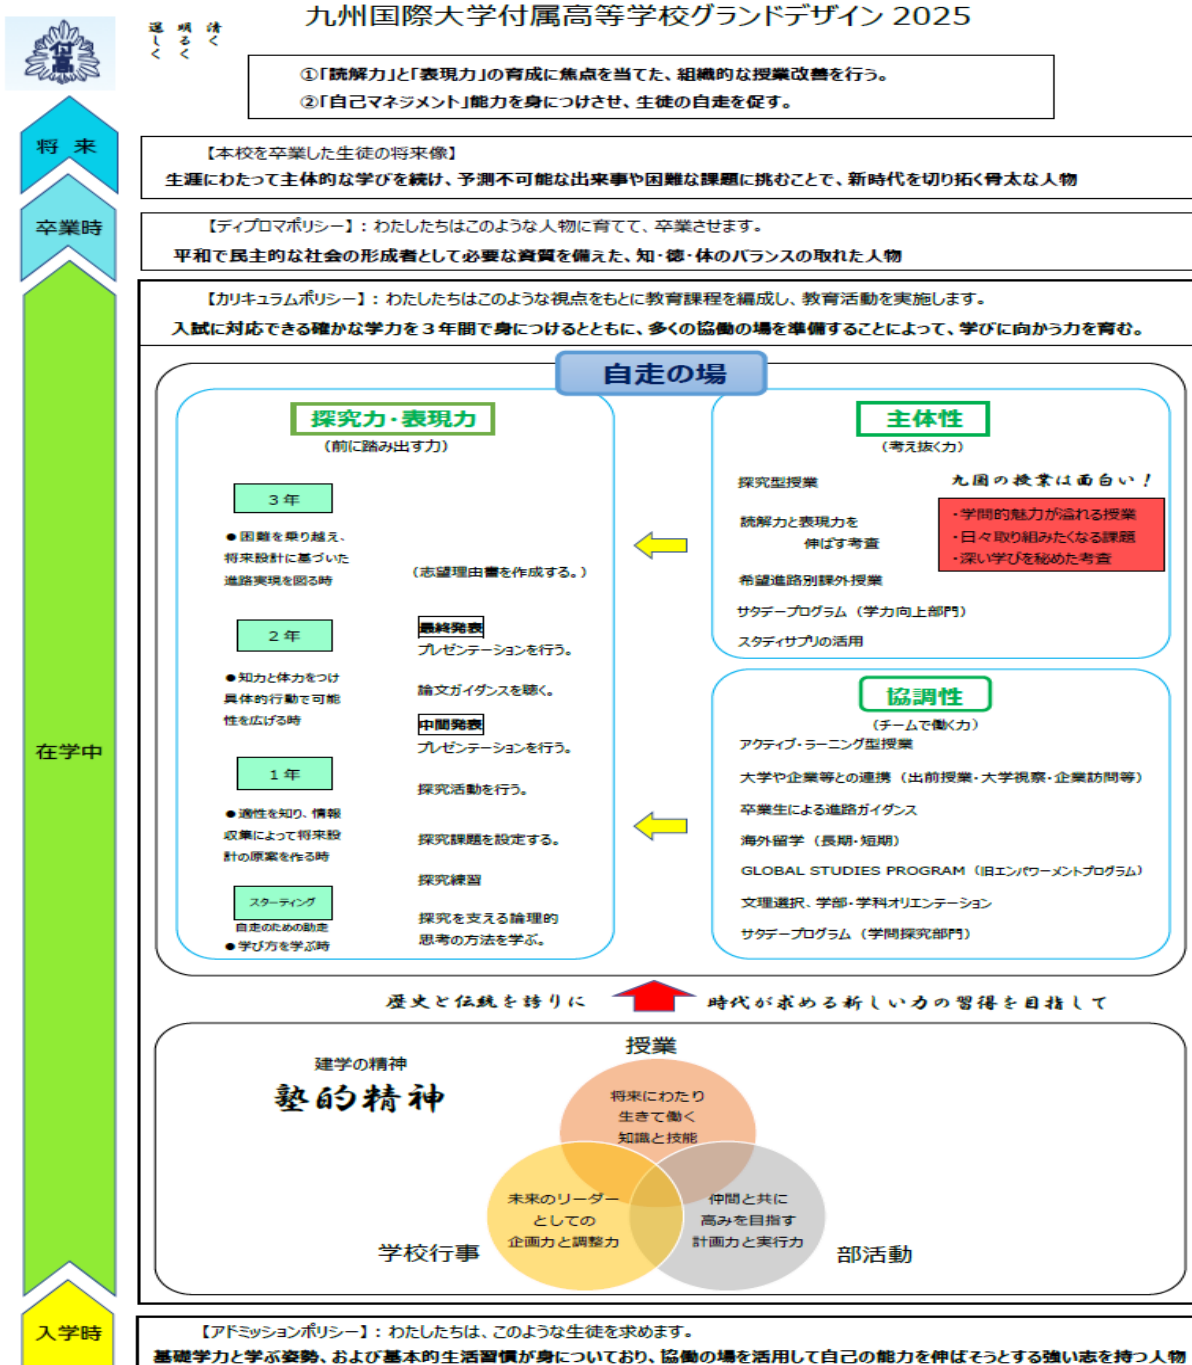 九州国際大学付属高等学校グランドデザイン 2025
清く
明るく
逞しく
付高
①「読解力」と「表現力」の育成に焦点を当てた、組織的な授業改善を行う。
②「自己マネジメント」能力を身につけさせ、生徒の自走を促す。
将 来
【本校を卒業した生徒の将来像】
生涯にわたって主体的な学びを続け、予測不可能な出来事や困難な課題に挑むことで、新時代を切り拓く骨太な人物
卒業時
【ディプロマポリシー】：わたしたちはこのような人物に育てて、卒業させます。
平和で民主的な社会の形成者として必要な資質を備えた、知・徳・体のバランスの取れた人物
在学中
【カリキュラムポリシー】：わたしたちはこのような視点をもとに教育課程を編成し、教育活動を実施します。
入試に対応できる確かな学力を３年間で身につけるとともに、多くの協働の場を準備することによって、学びに向かう力を育む。
自走の場
探究力・表現力
（前に踏み出す力）
３年
●困難を乗り越え、
将来設計に基づいた
進路実現を図る時
（志望理由書を作成する。）
２年
●知力と体力をつけ
具体的行動で可能
性を広げる時
最終発表
プレゼンテーションを行う。
論文ガイダンスを聴く。
中間発表
プレゼンテーションを行う。
１年
●適性を知り、情報
収集によって将来設
計の原案を作る時
探究活動を行う。
探究課題を設定する。
探究練習
スターティング
自走のための助走
●学び方を学ぶ時
探究を支える論理的
思考の方法を学ぶ。
主体性
（考え抜く力）
探究型授業
読解力と表現力を
伸ばす考査
希望進路別課外授業
サタデープログラム（学力向上部門）
スタディサプリの活用
九国の授業は面白い！
・学問的魅力が溢れる授業
・日々取り組みたくなる課題
・深い学びを秘めた考査
協調性
（チームで働く力）
アクティブ・ラーニング型授業
大学や企業等との連携（出前授業・大学視察・企業訪問等）
卒業生による進路ガイダンス
海外留学（長期・短期）
GLOBAL STUDIES PROGRAM（旧エンパワーメントプログラム）
文理選択、学部・学科オリエンテーション
サタデープログラム（学問探究部門）
歴史と伝統を誇りに
時代が求める新しい力の習得を目指して
建学の精神
塾的精神
授業
将来にわたり
生きて働く
知識と技能
未来のリーダー
としての
企画力と調整力
仲間と共に
高みを目指す
計画力と実行力
学校行事
部活動
入学時
【アドミッションポリシー】：わたしたちは、このような生徒を求めます。
基礎学力と学ぶ姿勢、および基本的生活習慣が身についており、協働の場を活用して自己の能力を伸ばそうとする強い志を持つ人物